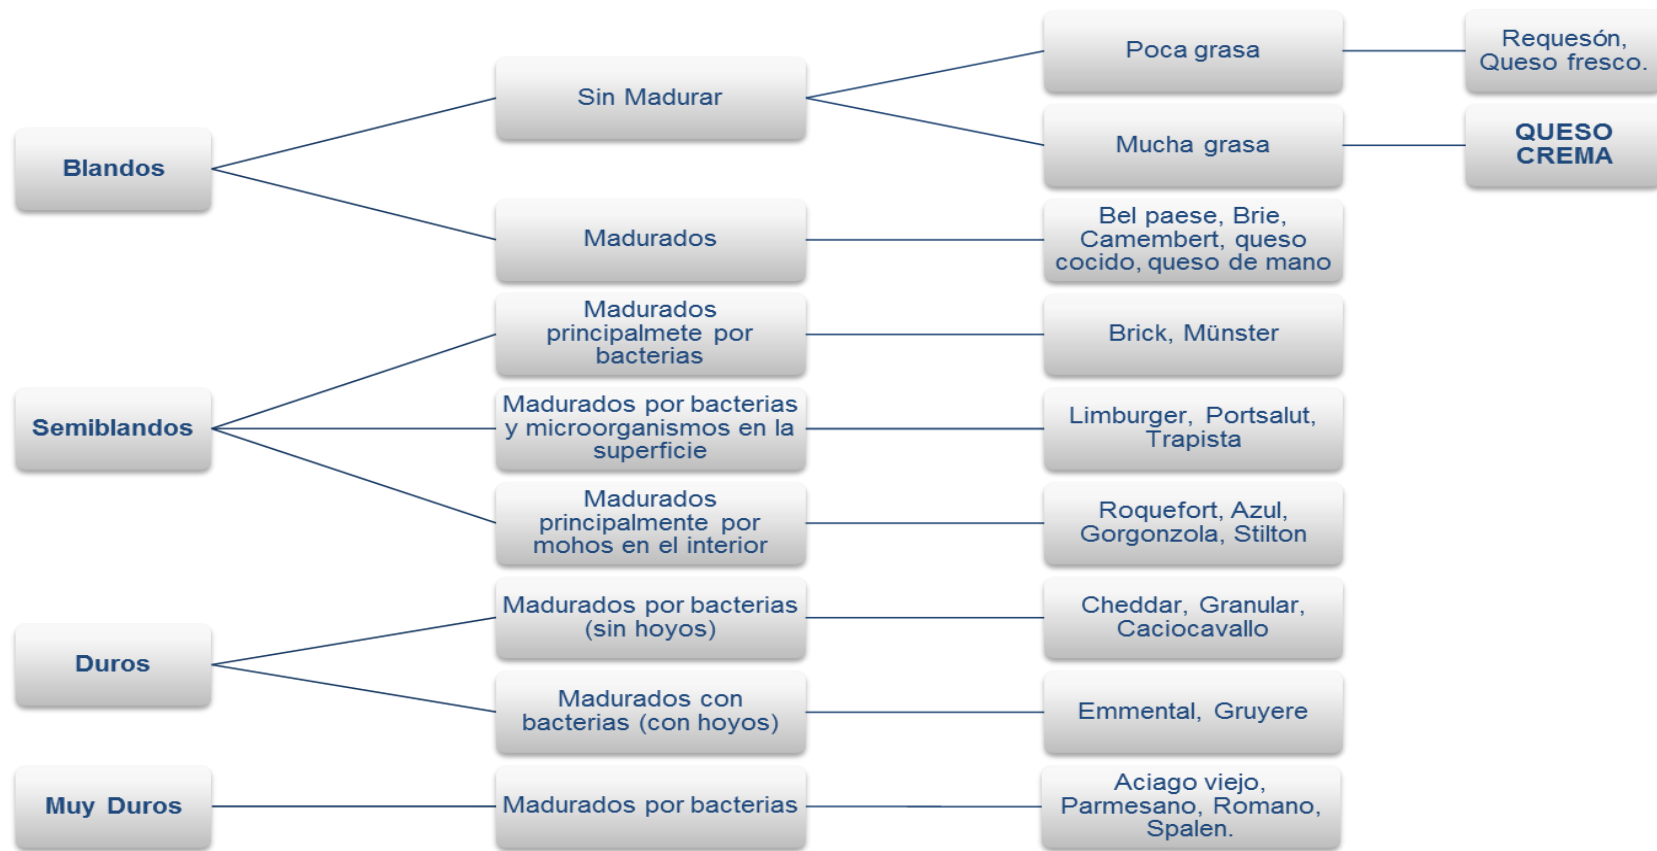 Blandos
Sin Madurar
Poca grasa
Requesón,
Queso fresco.
Mucha grasa
QUESO
CREMA
Madurados
Bel paese, Brie,
Camembert, queso
cocido, queso de mano
Semiblandos
Madurados
principalmete por
bacterias
Brick, Münster
Madurados por bacterias
y microorganismos en la
superficie
Limburger, Portsalut,
Trapista
Madurados
principalmente por
mohos en el interior
Roquefort, Azul,
Gorgonzola, Stilton
Duros
Madurados por bacterias
(sin hoyos)
Cheddar, Granular,
Caciocavallo
Madurados con
bacterias (con hoyos)
Emmental, Gruyere
Muy Duros
Madurados por bacterias
Aciago viejo,
Parmesano, Romano,
Spalen.